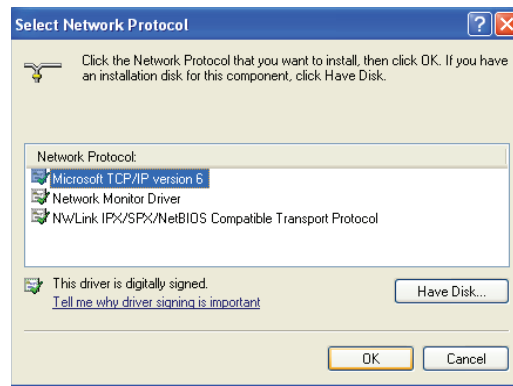 Select Network Protocol
Click the Network Protocol that you want to install, then click OK. If you have
an installation disk for this component, click Have Disk.
Network Protocol:
Microsoft TCP/IP version 6
Network Monitor Driver
NWLink IPX/SPX/NetBIOS Compatible Transport Protocol
This driver is digitally signed.
Tell me why driver signing is important
Have Disk...
OK
Cancel